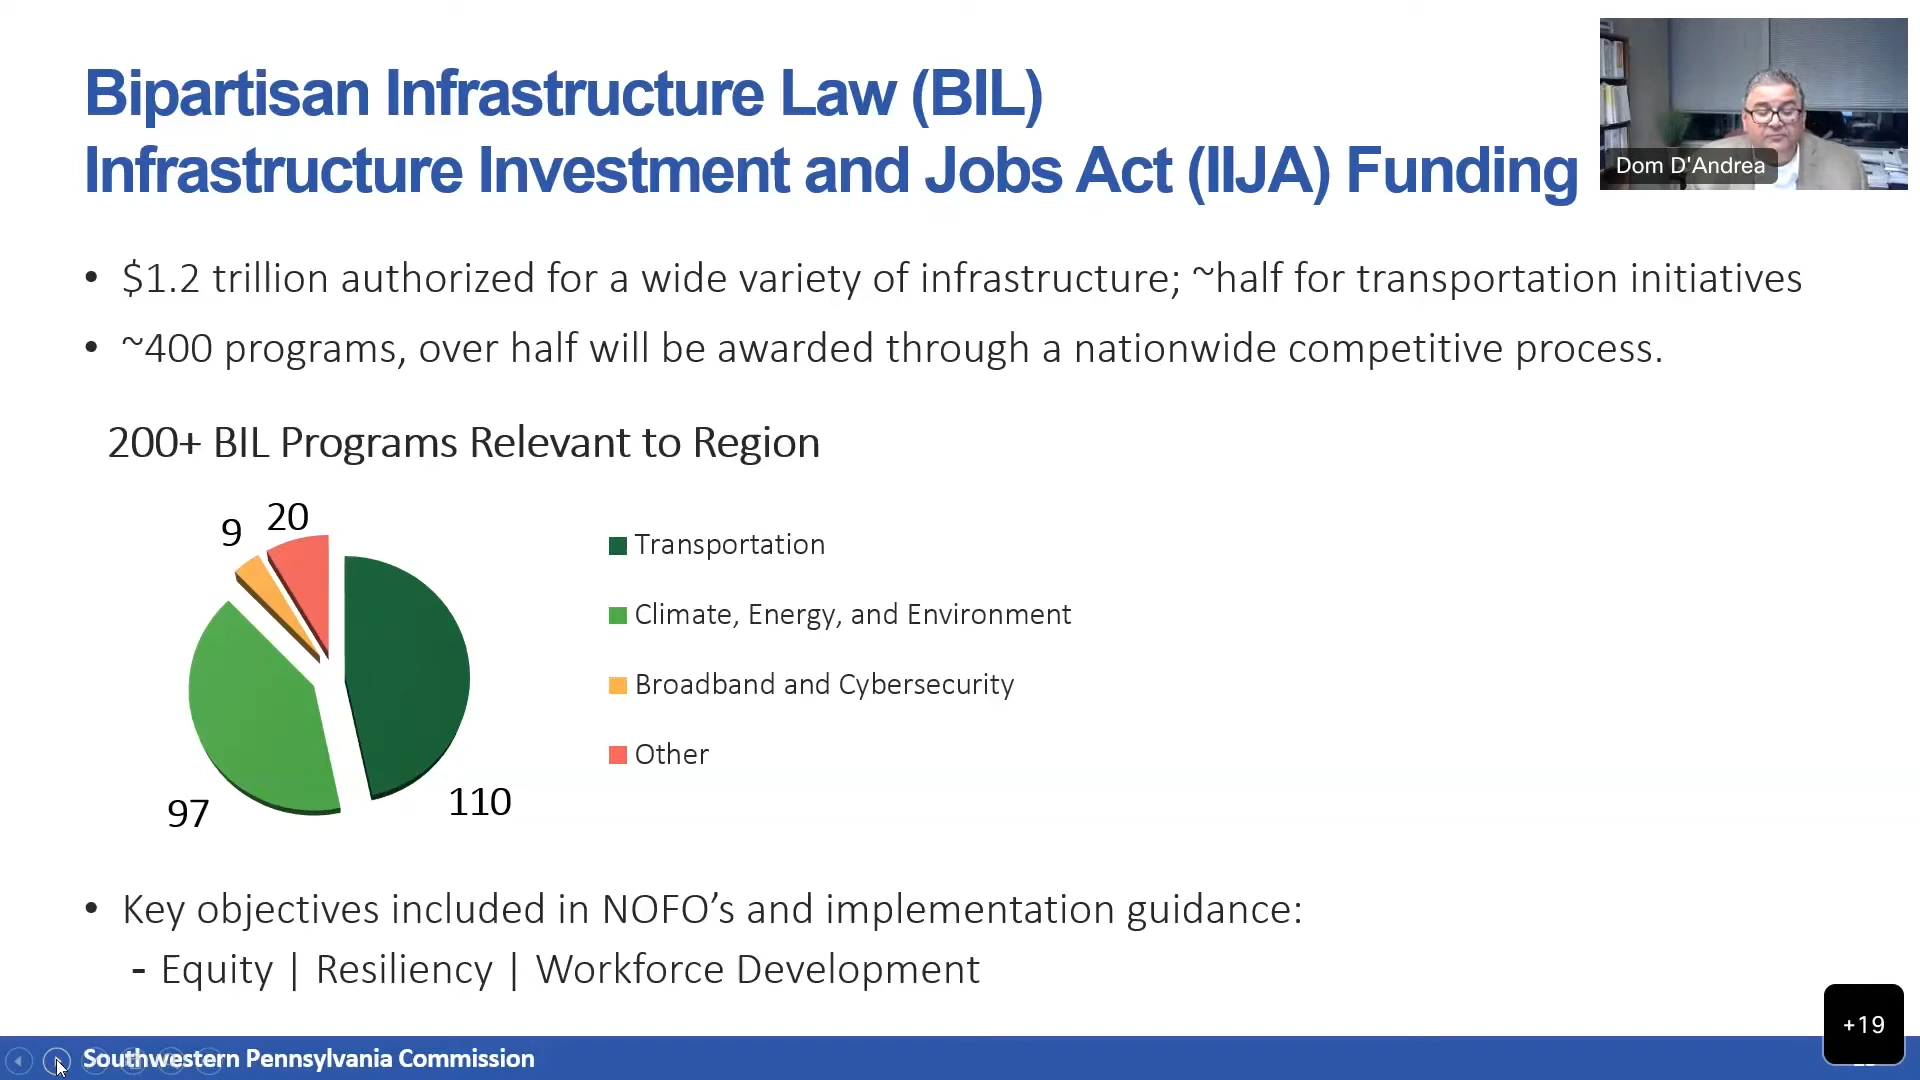 Bipartisan Infrastructure Law (BIL)
Infrastructure Investment and Jobs Act (IIJA) Funding
Dom D'Andrea
• $1.2 trillion authorized for a wide variety of infrastructure; ~half for transportation initiatives
• ~400 programs, over half will be awarded through a nationwide competitive process.
200+ BIL Programs Relevant to Region
9
20
97
110
Transportation
Climate, Energy, and Environment
Broadband and Cybersecurity
Other
• Key objectives included in NOFO’s and implementation guidance:
- Equity | Resiliency | Workforce Development
+19
Southwestern Pennsylvania Commission